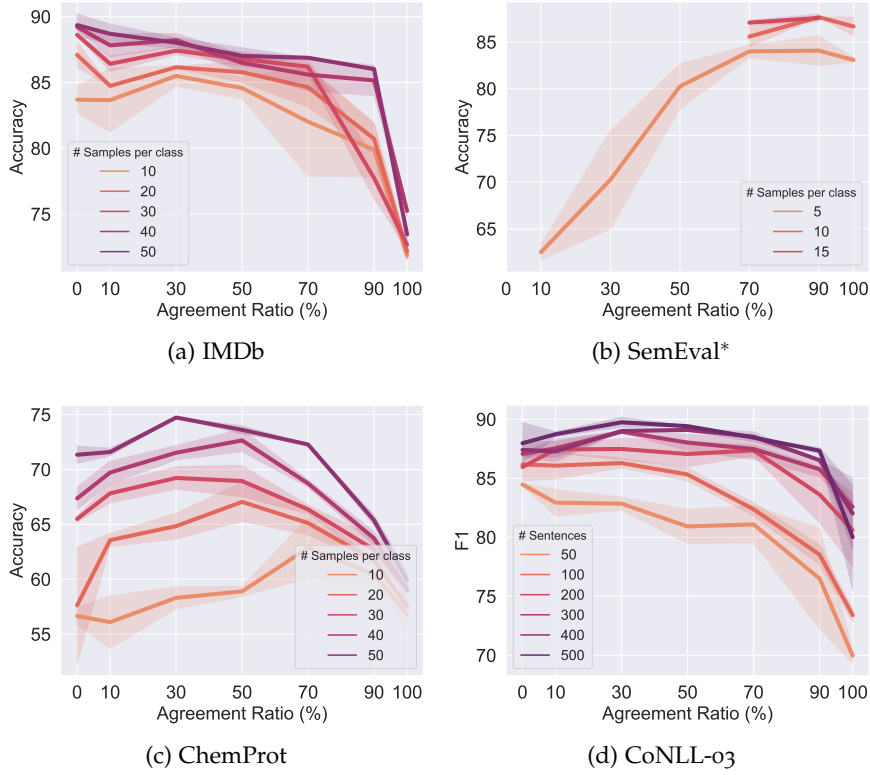 90
85
80
75
Accuracy
# Samples per class
10
20
30
40
50
0 10 30 50 70 90 100
Agreement Ratio (%)
(a) IMDb
85
80
75
70
65
Accuracy
# Samples per class
5
10
15
0 10 30 50 70 90 100
Agreement Ratio (%)
(b) SemEval*
75
70
65
60
55
Accuracy
# Samples per class
10
20
30
40
50
0 10 30 50 70 90 100
Agreement Ratio (%)
(c) ChemProt
90
85
80
75
70
F1
# Sentences
50
100
200
300
400
500
0 10 30 50 70 90 100
Agreement Ratio (%)
(d) CoNLL-03